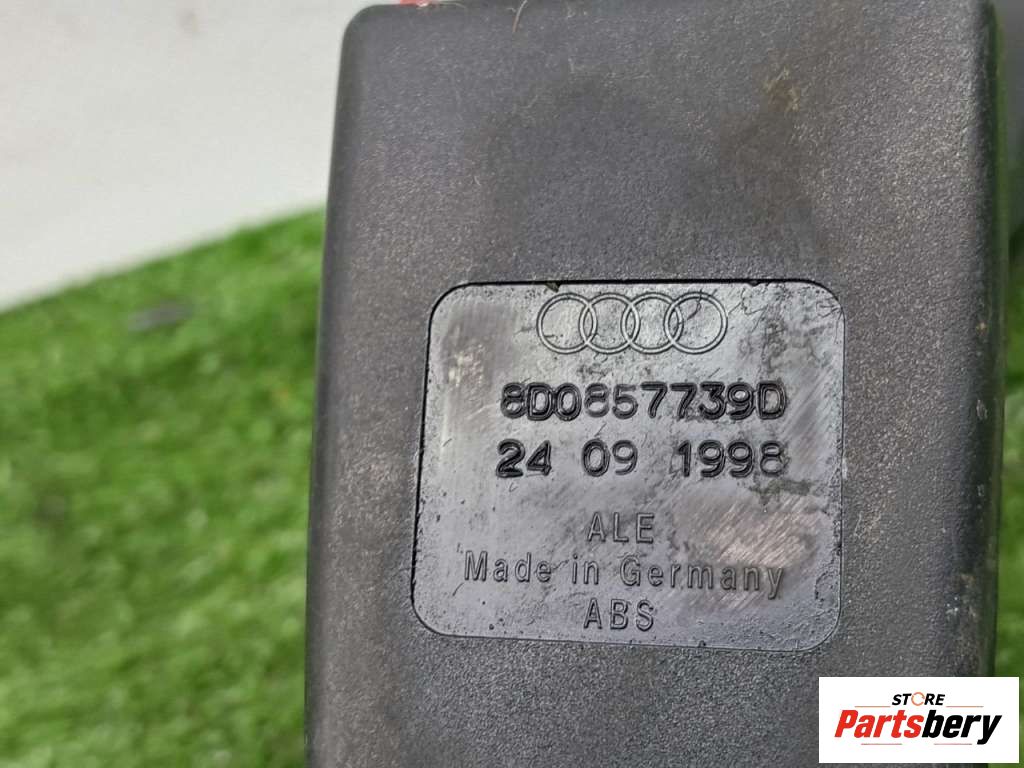 8D0857739D
24 09 1998
ALE
Made in Germany
ABS
STORE
Partsbery